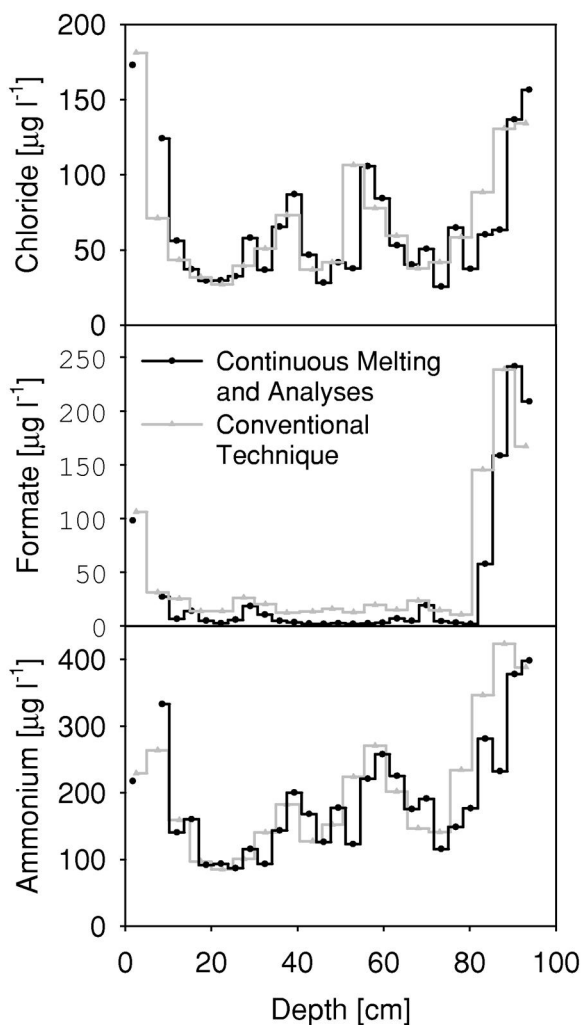 200
150
100
50
0
Chloride [µg l⁻¹]
250
200
150
100
50
0
Formate [µg l⁻¹]
Continuous Melting
and Analyses
Conventional
Technique
400
300
200
100
0
Ammonium [µg l⁻¹]
0 20 40 60 80 100
Depth [cm]